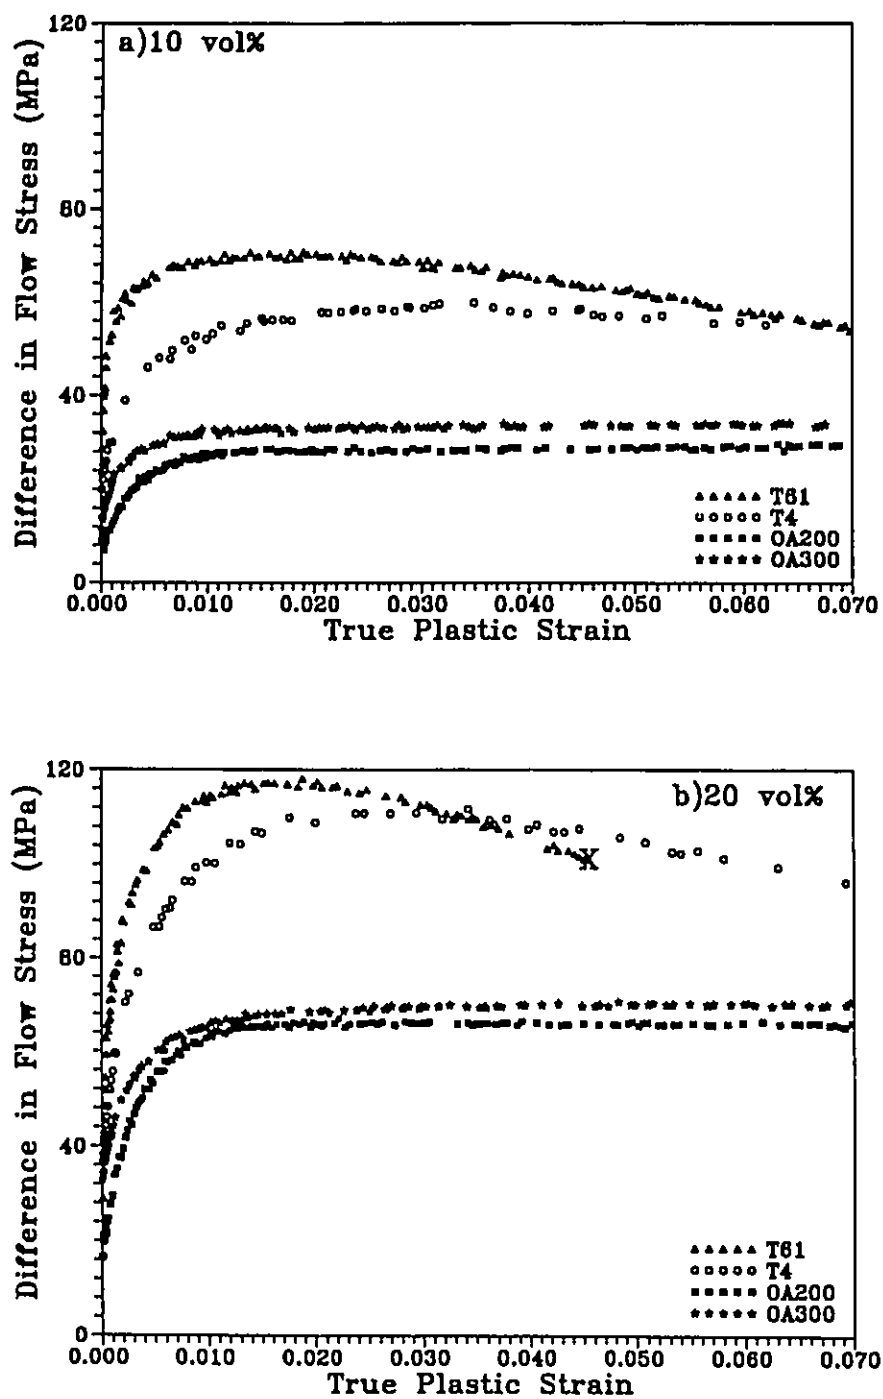 120
a)10 vol%
80
40
0
Difference in Flow Stress (MPa)
T61
T4
OA200
OA300
0.000 0.010 0.020 0.030 0.040 0.050 0.060 0.070
True Plastic Strain
120
b)20 vol%
80
40
0
Difference in Flow Stress (MPa)
X
T61
T4
OA200
OA300
0.000 0.010 0.020 0.030 0.040 0.050 0.060 0.070
True Plastic Strain